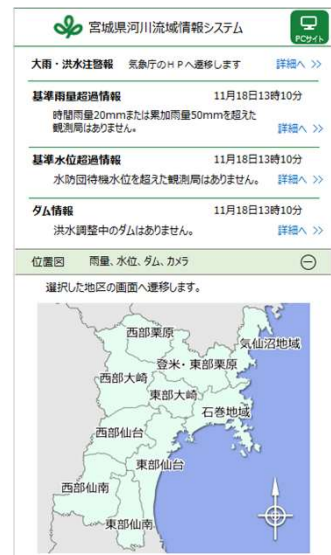 宮城県河川流域情報システム
PCサイト
大雨・洪水注警報 気象庁のＨＰへ遷移します 詳細へ >>
基準雨量超過情報 11月18日13時10分
時間雨量20mmまたは累加雨量50mmを超えた
観測局はありません。 詳細へ >>
基準水位超過情報 11月18日13時10分
水防団待機水位を超えた観測局はありません。 詳細へ >>
ダム情報 11月18日13時10分
洪水調整中のダムはありません。 詳細へ >>
位置図 雨量、水位、ダム、カメラ
選択した地区の画面へ遷移します。
西部栗原
気仙沼地域
登米・東部栗原
西部大崎
東部大崎
石巻地域
西部仙台
東部仙台
西部仙南
東部仙南